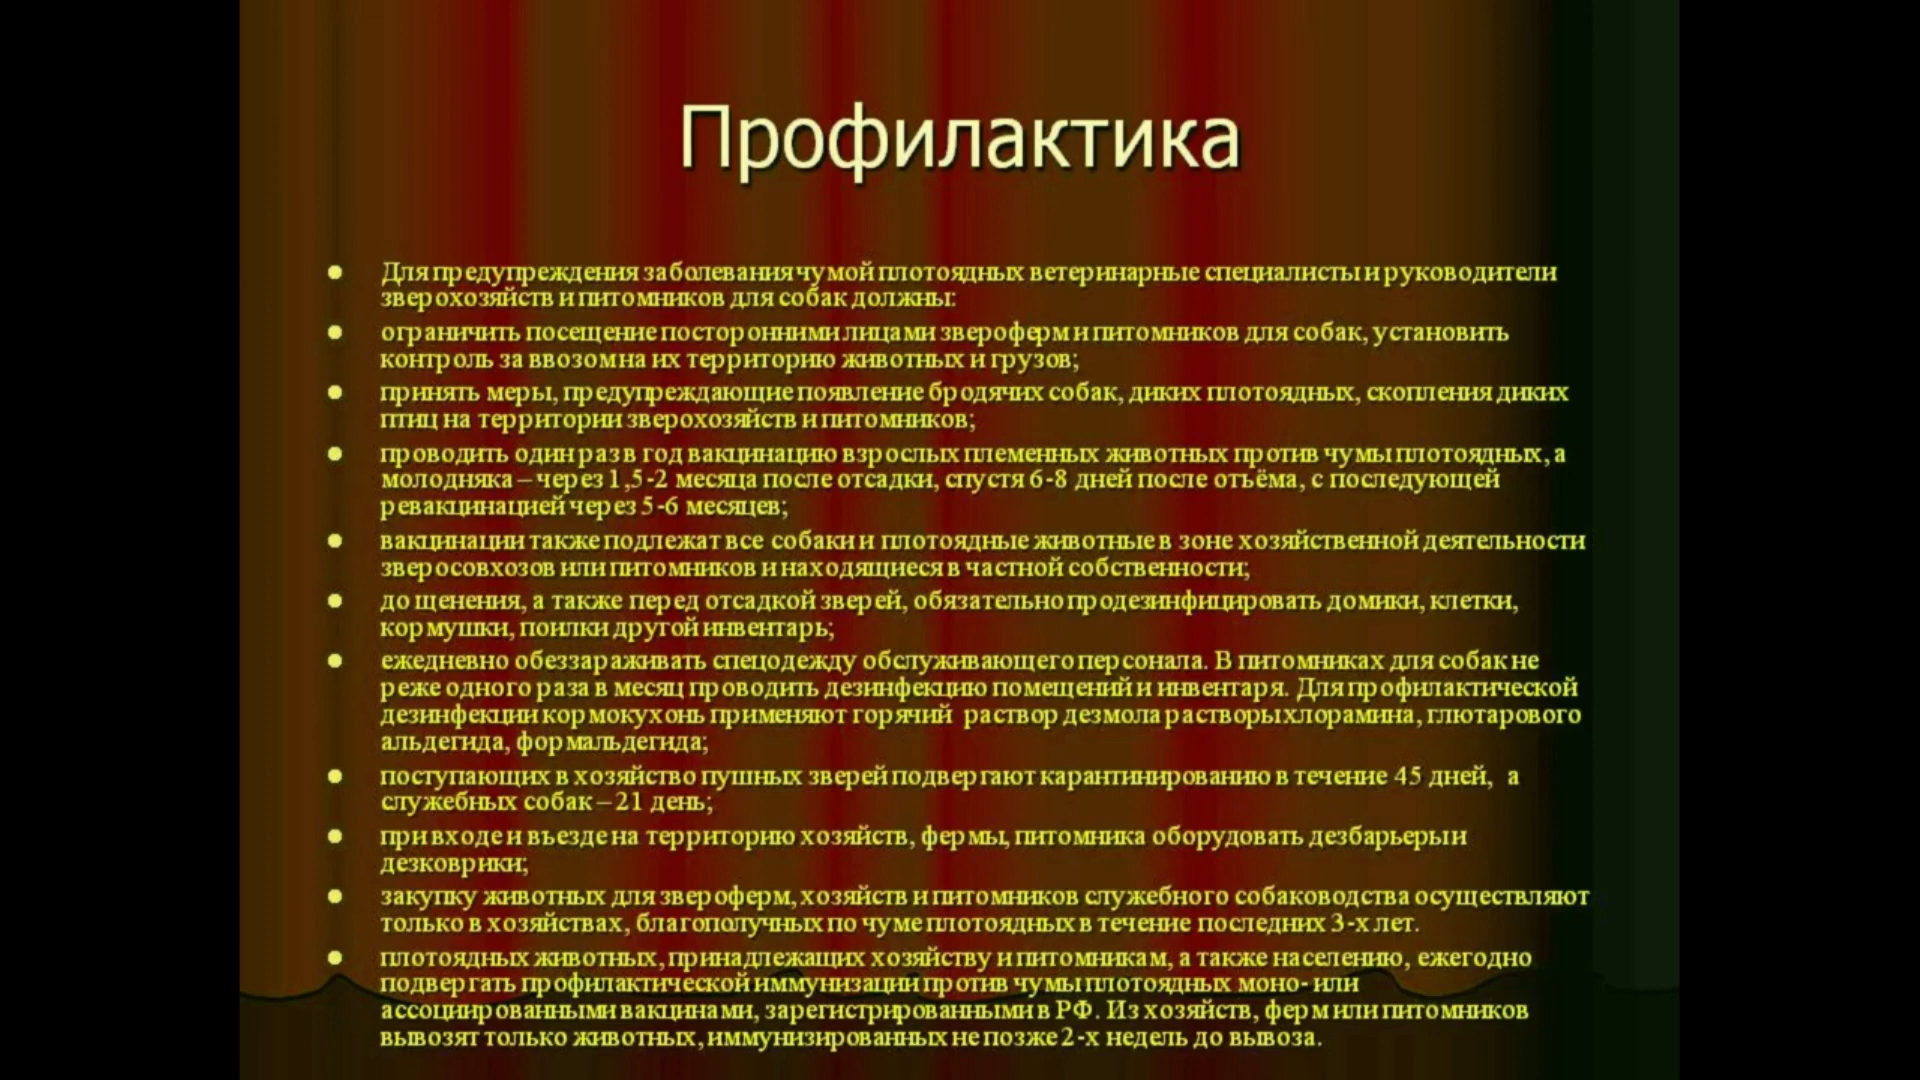 Профилактика
Для предупреждения заболевания чумой плотоядных ветеринарные специалисты и руководители
зверохозяйств и питомников для собак должны:
ограничить посещение посторонними лицами звероферм и питомников для собак, установить
контроль за ввозом на их территорию животных и грузов;
принять меры, предупреждающие появление бродячих собак, диких плотоядных, скопления диких
птиц на территории зверохозяйств и питомников;
проводить один раз в год вакцинацию взрослых племенных животных против чумы плотоядных, а
молодняка – через 1,5-2 месяца после отсадки, спустя 6-8 дней после отъёма, с последующей
ревакцинацией через 5-6 месяцев;
вакцинации также подлежат все собаки и плотоядные животные в зоне хозяйственной деятельности
зверосовхозов или питомников и находящиеся в частной собственности;
до щенения, а также перед отсадкой зверей, обязательно продезинфицировать домики, клетки,
кормушки, поилки другой инвентарь;
ежедневно обеззараживать спецодежду обслуживающего персонала. В питомниках для собак не
реже одного раза в месяц проводить дезинфекцию помещений и инвентаря. Для профилактической
дезинфекции кормокухонь применяют горячий раствор дезмола растворы хлорамина, глютарового
альдегида, формальдегида;
поступающих в хозяйство пушных зверей подвергают карантинированию в течение 45 дней, а
служебных собак – 21 день;
при входе и въезде на территорию хозяйств, фермы, питомника оборудовать дезбарьеры и
дезковрики;
закупку животных для звероферм, хозяйств и питомников служебного собаководства осуществляют
только в хозяйствах, благополучных по чуме плотоядных в течение последних 3-х лет.
плотоядных животных, принадлежащих хозяйству и питомникам, а также населению, ежегодно
подвергать профилактической иммунизации против чумы плотоядных моно- или
ассоциированными вакцинами, зарегистрированными в РФ. Из хозяйств, ферм или питомников
вывозят только животных, иммунизированных не позже 2-х недель до вывоза.